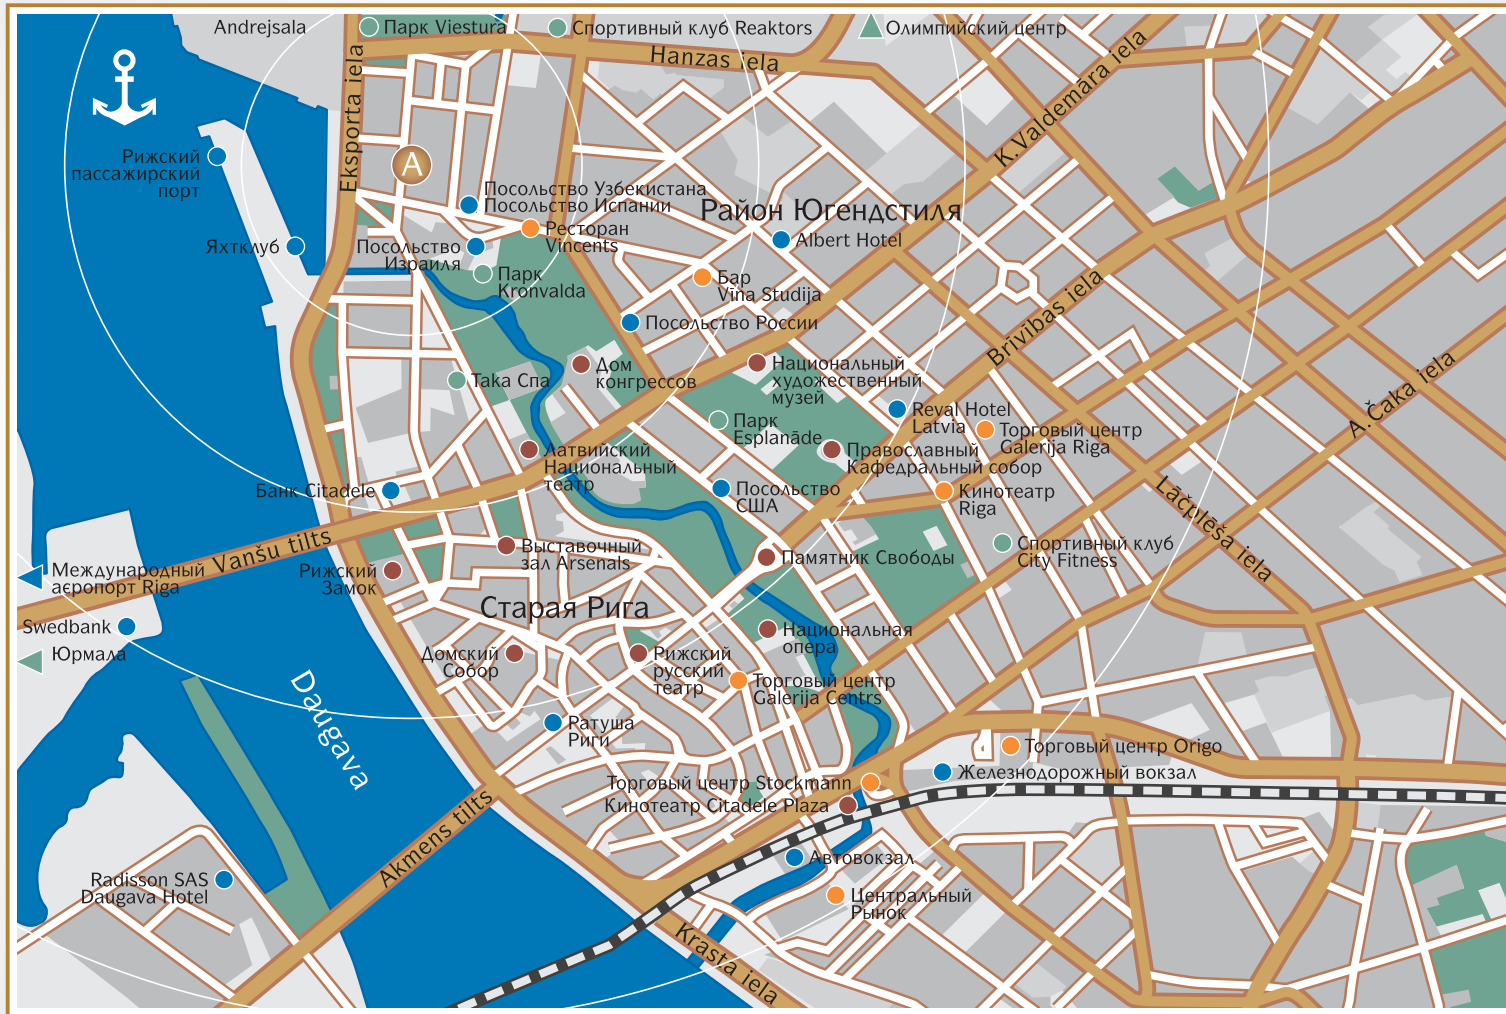 Andrejsala
Парк Viestura
Спортивный клуб Reaktors
Олимпийский центр
Hanzas iela
K.Valdemāra iela
Eksporta iela
A
Рижский
пассажирский
порт
Посольство Узбекистана
Посольство Испании
Район Югендстиля
Ресторан
Vincents
Albert Hotel
Яхтклуб
Посольство
Израиля
Парк
Kronvalda
Бар
Vīna Studija
Посольство России
Brīvības iela
Дом
конгрессов
Национальный
художественный
музей
Taka Спа
A.Čaka iela
Парк
Esplanāde
Reval Hotel
Latvia
Торговый центр
Galerija Riga
Латвийский
Национальный
театр
Православный
Кафедральный собор
Банк Citadele
Посольство
США
Кинотеатр
Riga
Lāčplēša iela
Vanšu tilts
Выставочный
зал Arsenals
Памятник Свободы
Спортивный клуб
City Fitness
Международный
аєропорт Riga
Рижский
Замок
Старая Рига
Swedbank
Юрмала
Национальная
опера
Домский
Собор
Рижский
русский
театр
Торговый центр
Galerija Centrs
Daugava
Ратуша
Риги
Торговый центр Origo
Железнодорожный вокзал
Торговый центр Stockmann
Кинотеатр Citadele Plaza
Akmens tilts
Автовокзал
Radisson SAS
Daugava Hotel
Центральный
Рынок
Krasta iela